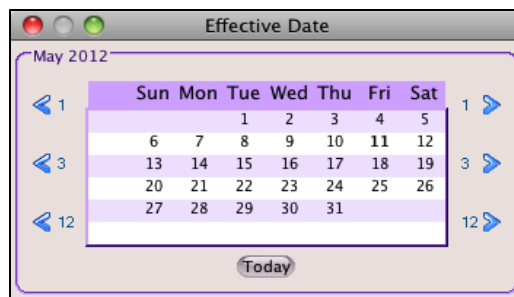 Effective Date
May 2012
Sun Mon Tue Wed Thu Fri Sat
1 1 2 3 4 5 1
6 7 8 9 10 11 12
3 13 14 15 16 17 18 19 3
20 21 22 23 24 25 26
12 27 28 29 30 31 12
Today